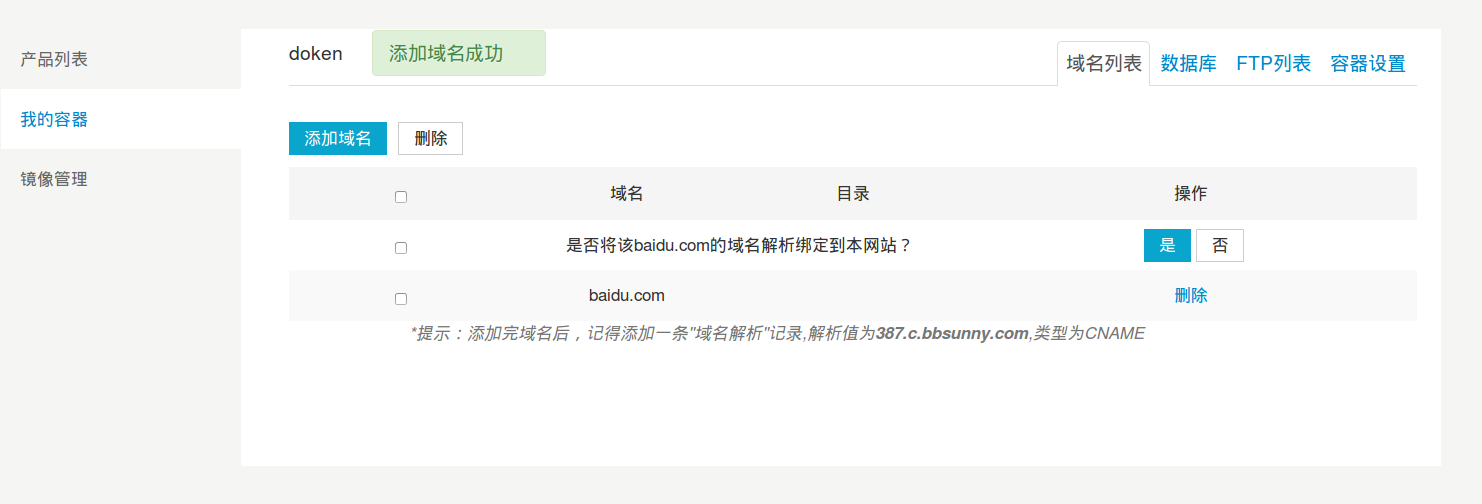 产品列表
我的容器
镜像管理
doken
添加域名成功
域名列表 数据库 FTP列表 容器设置
添加域名 删除
域名 目录 操作
是否将该baidu.com的域名解析绑定到本网站？ 是 否
baidu.com 删除
*提示：添加完域名后，记得添加一条"域名解析"记录,解析值为387.c.bbsunny.com,类型为CNAME